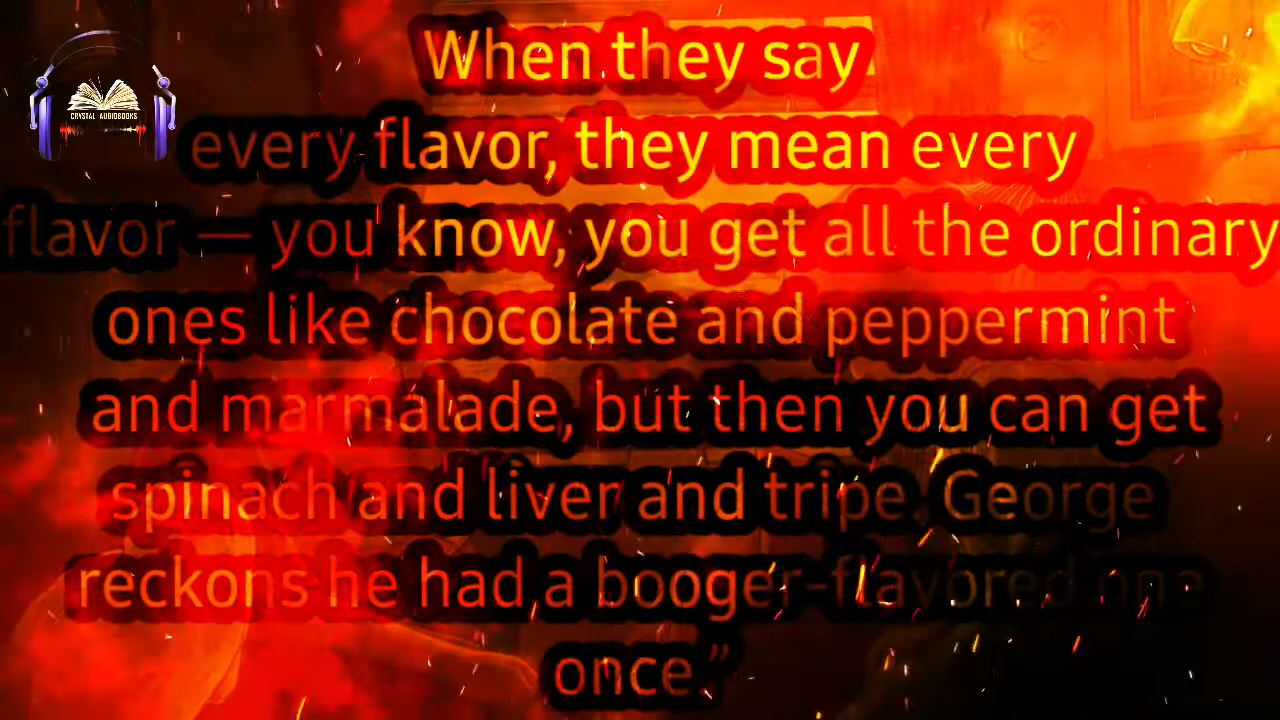 CRYSTAL AUDIOBOOKS
When they say
every flavor, they mean every
flavor — you know, you get all the ordinary
ones like chocolate and peppermint
and marmalade, but then you can get
spinach and liver and tripe. George
reckons he had a booger-flavored one
once.”